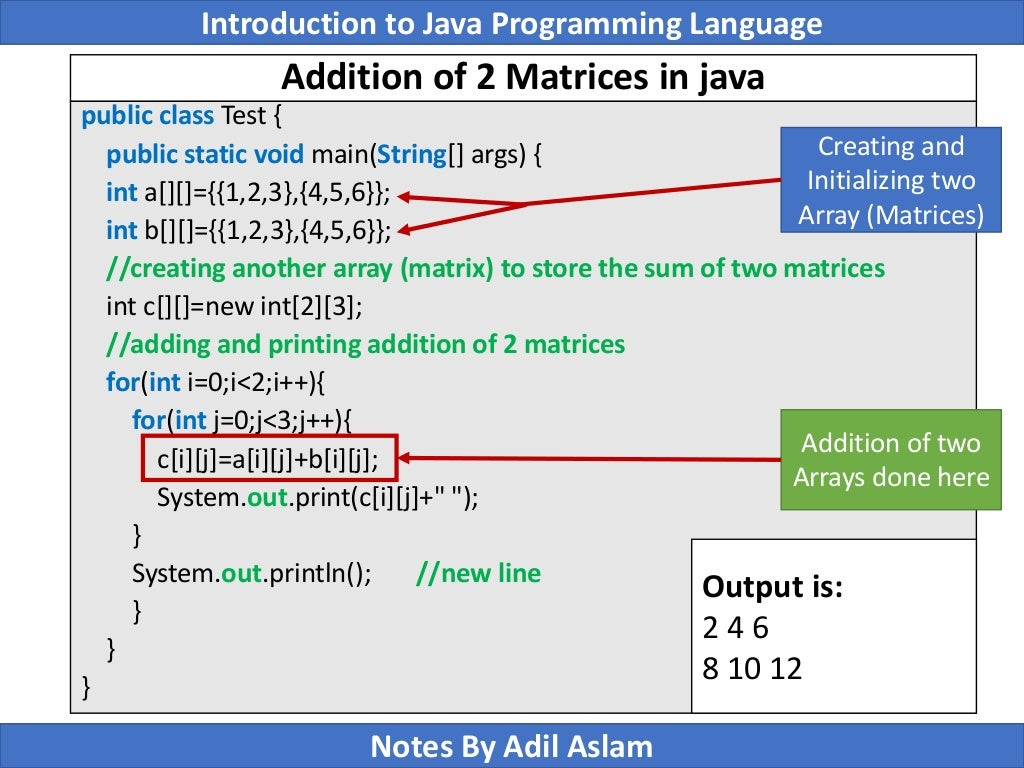 Introduction to Java Programming Language
Addition of 2 Matrices in java
public class Test {
public static void main(String[] args) {
int a[][]={{1,2,3},{4,5,6}};
int b[][]={{1,2,3},{4,5,6}};
//creating another array (matrix) to store the sum of two matrices
int c[][]=new int[2][3];
//adding and printing addition of 2 matrices
for(int i=0;i<2;i++){
for(int j=0;j<3;j++){
c[i][j]=a[i][j]+b[i][j];
System.out.print(c[i][j]+" ");
}
System.out.println(); //new line
}
}
}
Creating and
Initializing two
Array (Matrices)
Addition of two
Arrays done here
Output is:
2 4 6
8 10 12
Notes By Adil Aslam